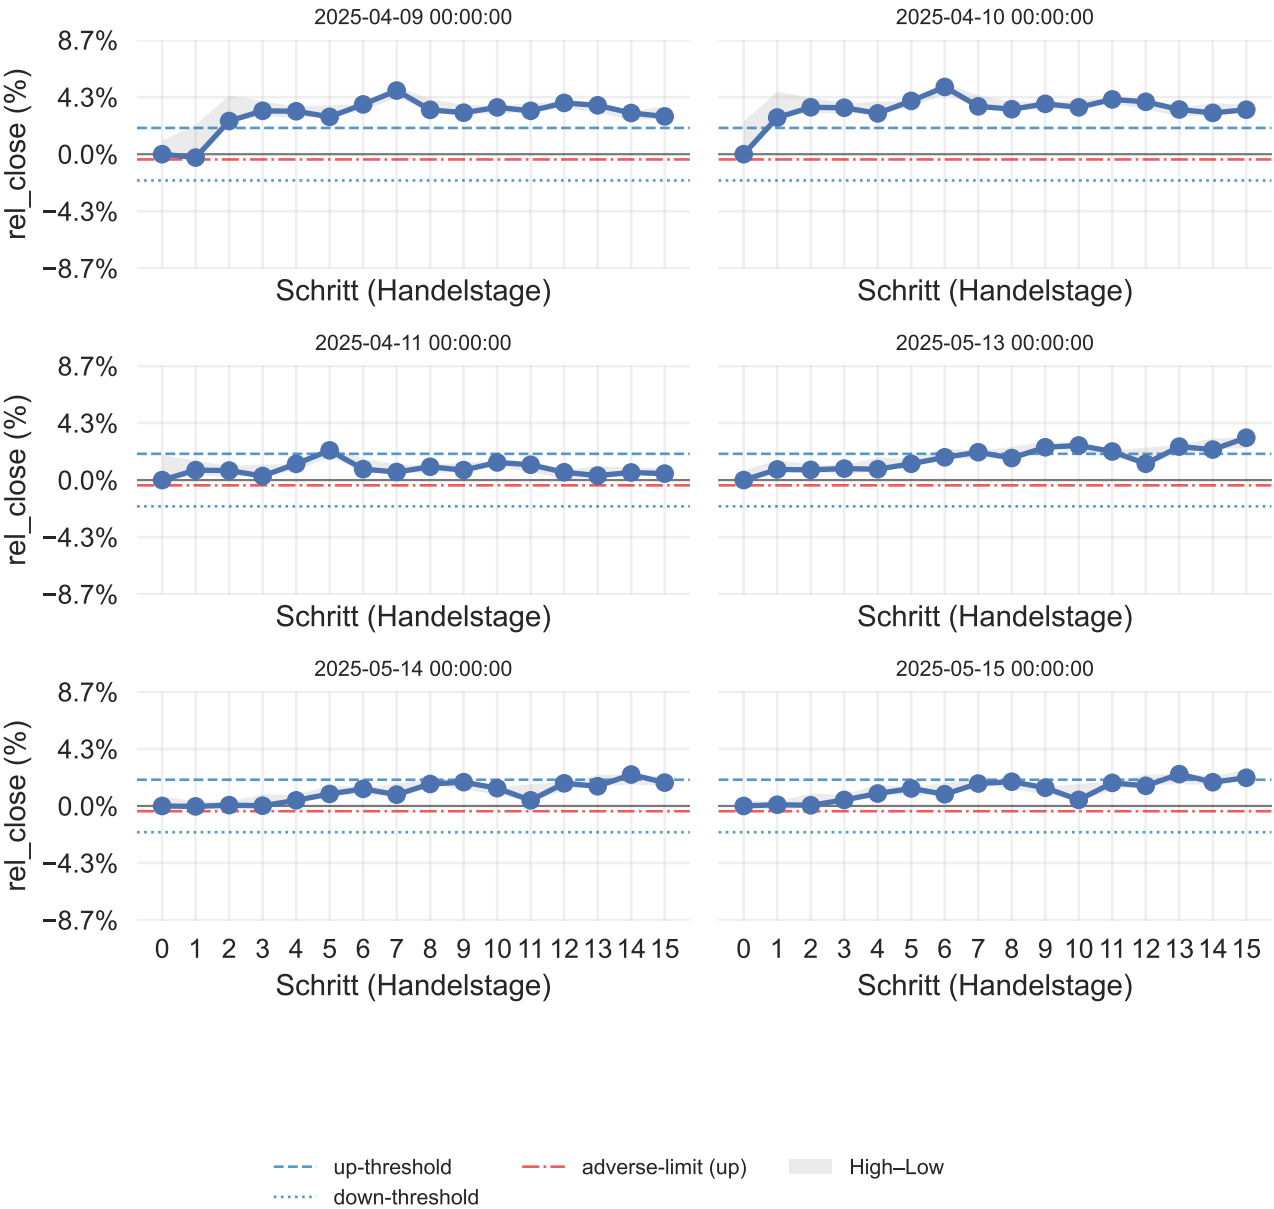 2025-04-09 00:00:00
2025-04-10 00:00:00
8.7%
4.3%
0.0%
−4.3%
−8.7%
rel_close (%)
Schritt (Handelstage)
Schritt (Handelstage)
2025-04-11 00:00:00
2025-05-13 00:00:00
8.7%
4.3%
0.0%
−4.3%
−8.7%
rel_close (%)
Schritt (Handelstage)
Schritt (Handelstage)
2025-05-14 00:00:00
2025-05-15 00:00:00
8.7%
4.3%
0.0%
−4.3%
−8.7%
rel_close (%)
0 1 2 3 4 5 6 7 8 9 10 11 12 13 14 15
0 1 2 3 4 5 6 7 8 9 10 11 12 13 14 15
Schritt (Handelstage)
Schritt (Handelstage)
up-threshold
adverse-limit (up)
High–Low
down-threshold